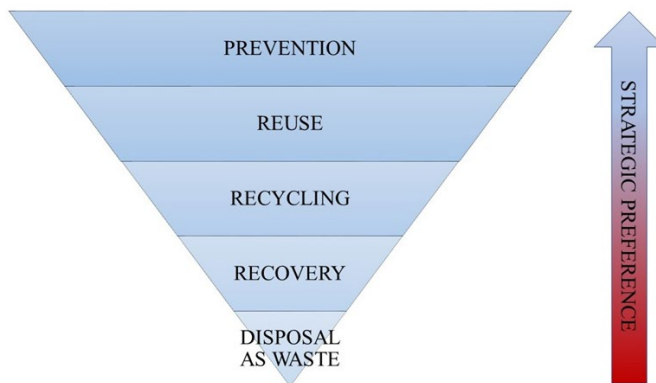 PREVENTION
REUSE
RECYCLING
RECOVERY
DISPOSAL
AS WASTE
STRATEGIC PREFERENCE